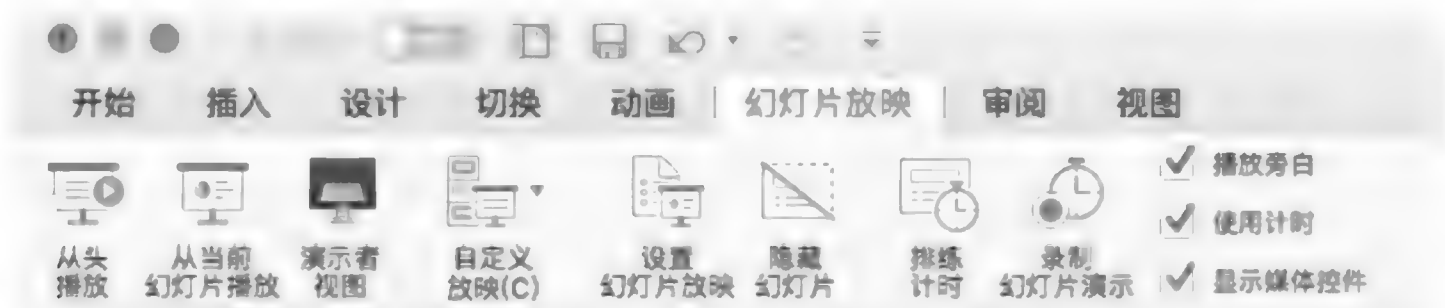 开始 插入 设计 切换 动画 幻灯片放映 审阅 视图
从头 从当前 演示者 自定义 设置 隐藏 排练 录制
播放 幻灯片播放 视图 放映(C) 幻灯片放映 幻灯片 计时 幻灯片演示
播放旁白
使用计时
显示媒体控件